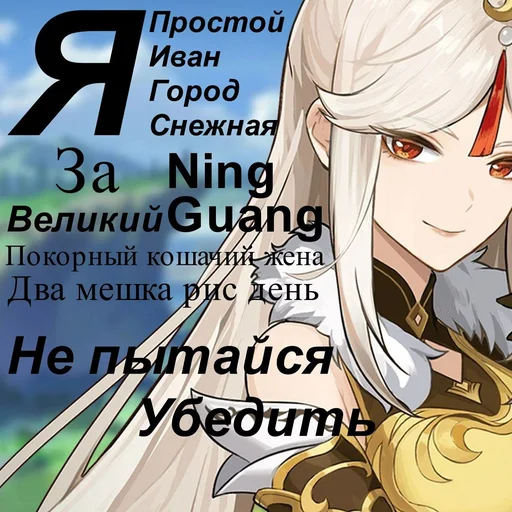 Я
Простой
Иван
Город
Снежная
За Ning
Великий Guang
Покорный кошачий жена
Два мешка рис день
Не пытайся
Убедить